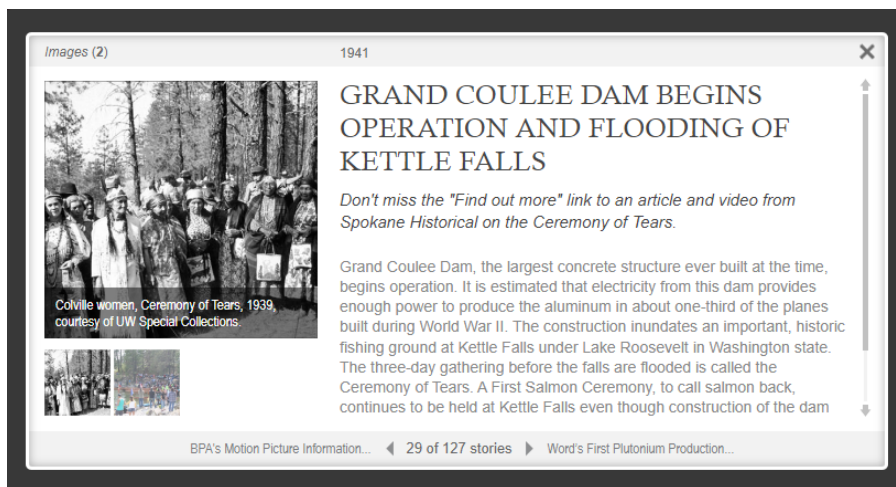 Images (2)
1941
GRAND COULEE DAM BEGINS
OPERATION AND FLOODING OF
KETTLE FALLS
Don't miss the "Find out more" link to an article and video from
Spokane Historical on the Ceremony of Tears.
Grand Coulee Dam, the largest concrete structure ever built at the time,
begins operation. It is estimated that electricity from this dam provides
enough power to produce the aluminum in about one-third of the planes
built during World War II. The construction inundates an important, historic
fishing ground at Kettle Falls under Lake Roosevelt in Washington state.
The three-day gathering before the falls are flooded is called the
Ceremony of Tears. A First Salmon Ceremony, to call salmon back,
continues to be held at Kettle Falls even though construction of the dam
Colville women, Ceremony of Tears, 1939,
courtesy of UW Special Collections.
BPA's Motion Picture Information...
29 of 127 stories
Word's First Plutonium Production...